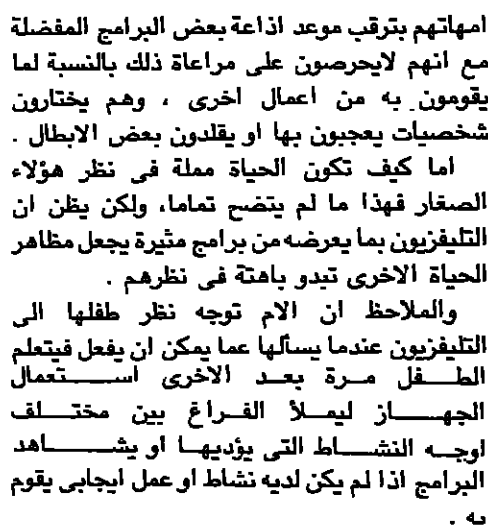 امهاتهم بترقب موعد اذاعة بعض البرامج المفضلة
مع انهم لايحرصون على مراعاة ذلك بالنسبة لما
يقومون به من اعمال اخرى ، وهم يختارون
شخصيات يعجبون بها او يقلدون بعض الابطال .
اما كيف تكون الحياة مملة فى نظر هؤلاء
الصغار فهذا ما لم يتضح تماما، ولكن يظن ان
التليفزيون بما يعرضه من برامج مثيرة يجعل مظاهر
الحياة الاخرى تبدو باهتة فى نظرهم .
والملاحظ ان الام توجه نظر طفلها الى
التليفزيون عندما يسألها عما يمكن ان يفعل فيتعلم
الطفل مرة بعد الاخرى استعمال
الجهاز ليملأ الفراغ بين مختلف
اوجه النشاط التى يؤديها او يشاهد
البرامج اذا لم يكن لديه نشاط او عمل ايجابى يقوم
به .